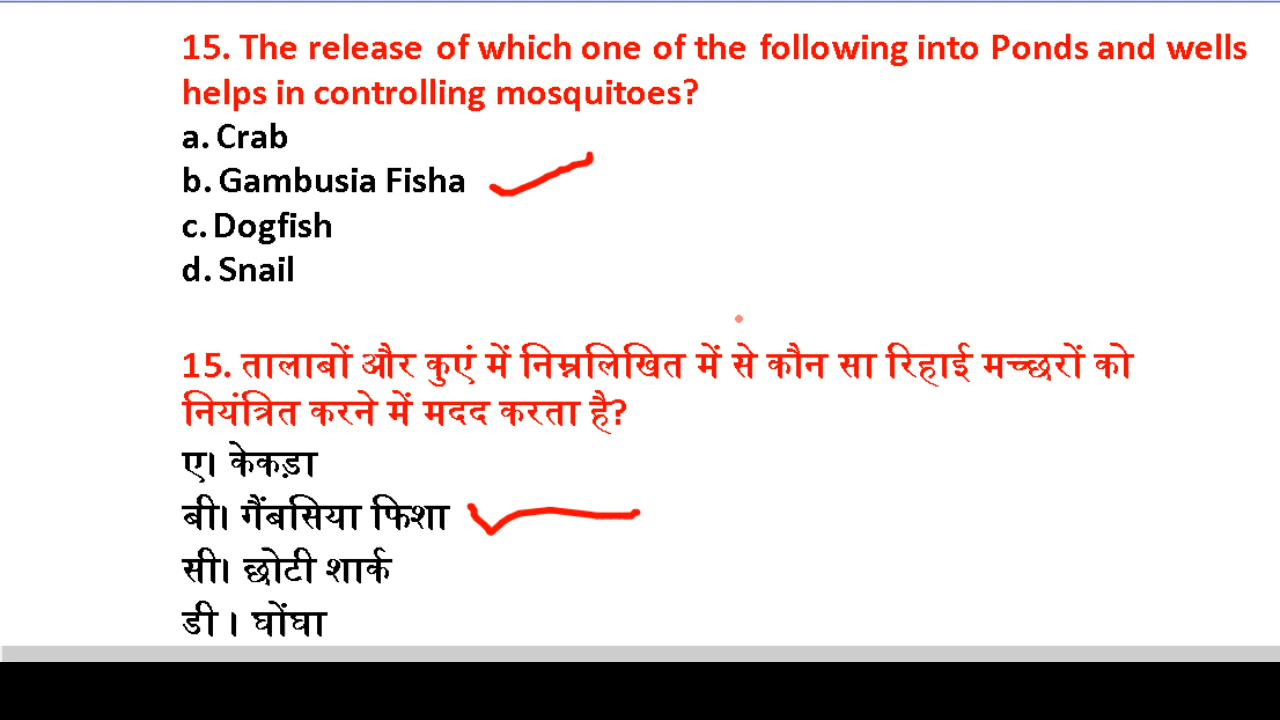 15. The release of which one of the following into Ponds and wells
helps in controlling mosquitoes?
a. Crab
b. Gambusia Fisha
c. Dogfish
d. Snail
15. तालाबों और कुएं में निम्नलिखित में से कौन सा रिहाई मच्छरों को
नियंत्रित करने में मदद करता है?
ए। केकड़ा
बी। गैंबसिया फिशा
सी। छोटी शार्क
डी । घोंघा